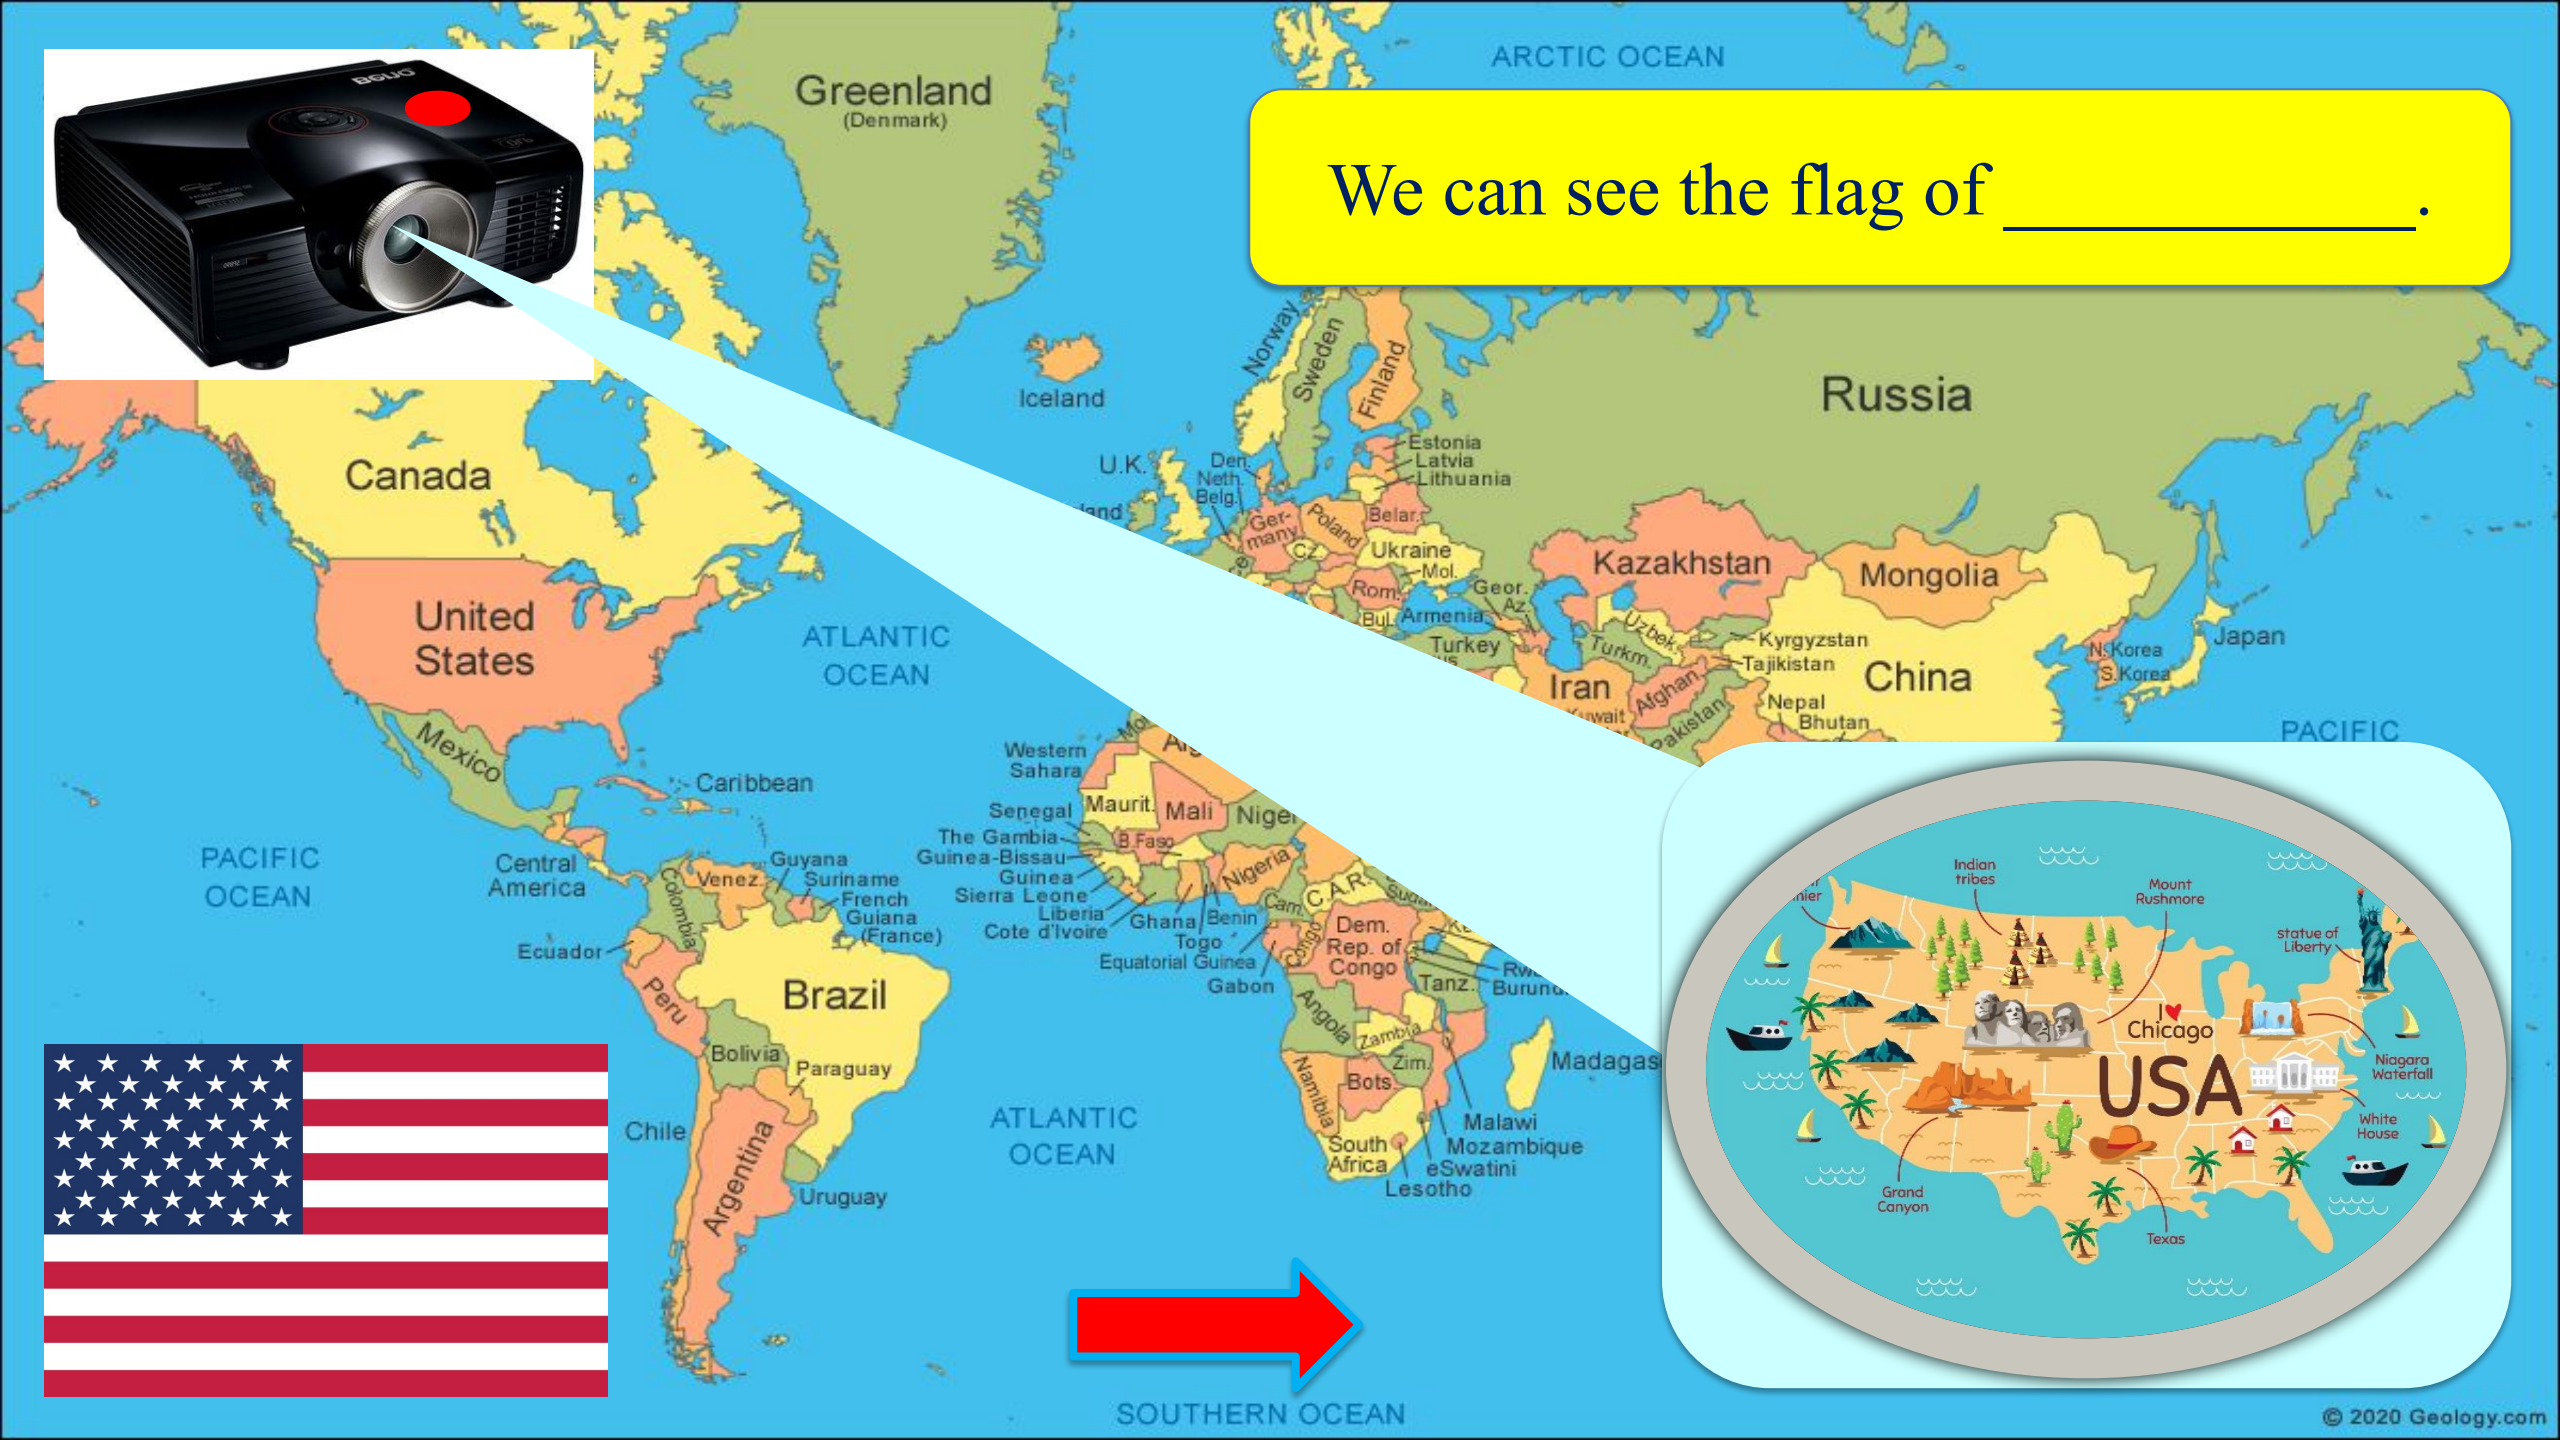 BenQ
ARCTIC OCEAN
Greenland
(Denmark)
We can see the flag of ____________.
Norway
Sweden
Finland
Russia
Iceland
Estonia
Latvia
Lithuania
U.K.
Den.
Neth.
Belg.
Canada
Ger-
many
Poland
Belar.
CZ.
Ukraine
Mol.
Kazakhstan
Mongolia
Rom.
Geor.
Az.
Bul.
Armenia
Turkey
Uzbek.
Turkm.
Kyrgyzstan
Tajikistan
China
N. Korea
S. Korea
Japan
United
States
ATLANTIC
OCEAN
Iran
Afghan.
Pakistan
Nepal
Bhutan
PACIFIC
Mexico
Caribbean
Western
Sahara
Maurit.
Mali
Niger
Senegal
The Gambia
Guinea-Bissau
Guinea
Sierra Leone
Liberia
Cote d'Ivoire
B.Faso
Ghana
Togo
Benin
Nigeria
Cam.
C.A.R.
Equatorial Guinea
Gabon
Congo
Dem.
Rep. of
Congo
Tanz.
PACIFIC
OCEAN
Central
America
Guyana
Suriname
French
Guiana
(France)
Venez.
Colombia
Ecuador
Peru
Brazil
Bolivia
Paraguay
Chile
Argentina
Uruguay
ATLANTIC
OCEAN
Angola
Zambia
Zim.
Namibia
Bots.
South
Africa
Malawi
Mozambique
eSwatini
Lesotho
Indian
tribes
Mount
Rushmore
statue of
Liberty
I
Chicago
USA
Niagara
Waterfall
White
House
Grand
Canyon
Texas
SOUTHERN OCEAN
© 2020 Geology.com